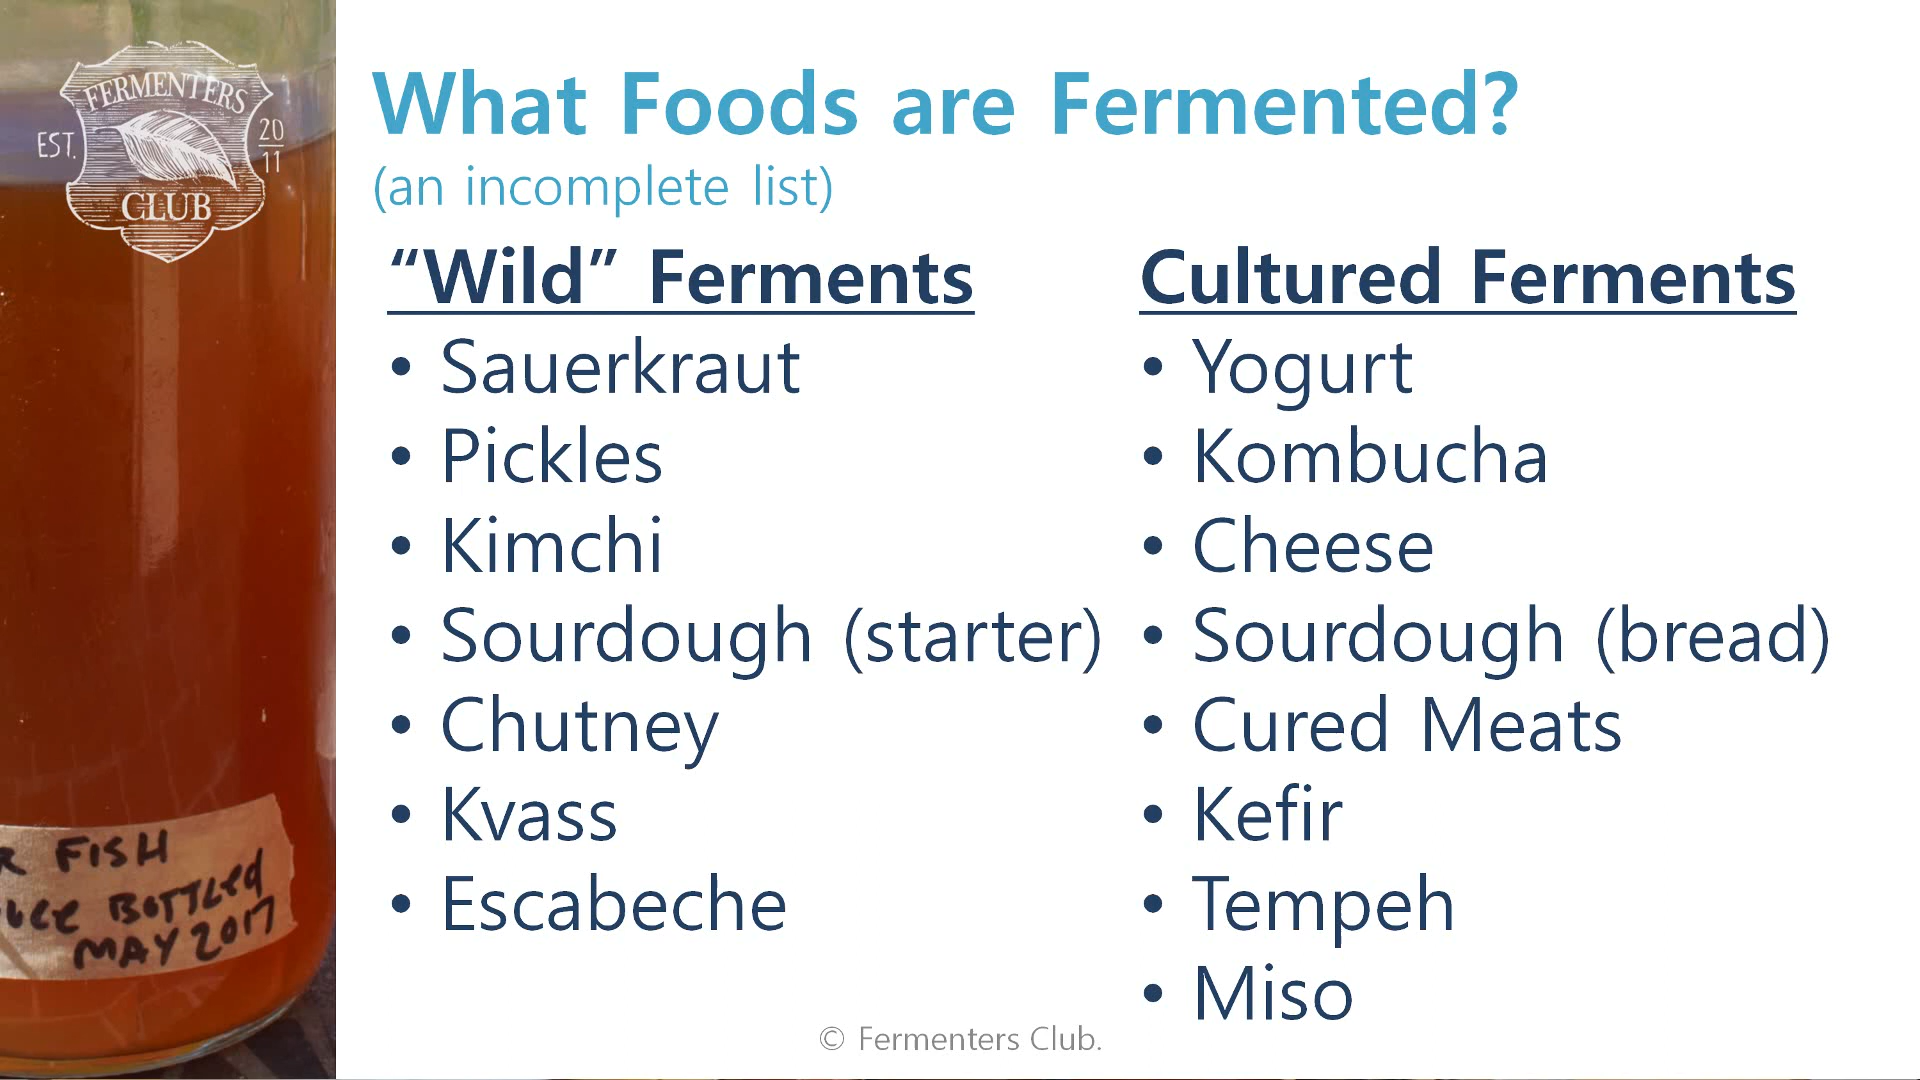 FERMENTERS
EST. 20 11
CLUB
What Foods are Fermented?
(an incomplete list)
“Wild” Ferments
• Sauerkraut
• Pickles
• Kimchi
• Sourdough (starter)
• Chutney
• Kvass
• Escabeche
Cultured Ferments
• Yogurt
• Kombucha
• Cheese
• Sourdough (bread)
• Cured Meats
• Kefir
• Tempeh
• Miso
FISH
BOTTLED
MAY 2017
© Fermenters Club.